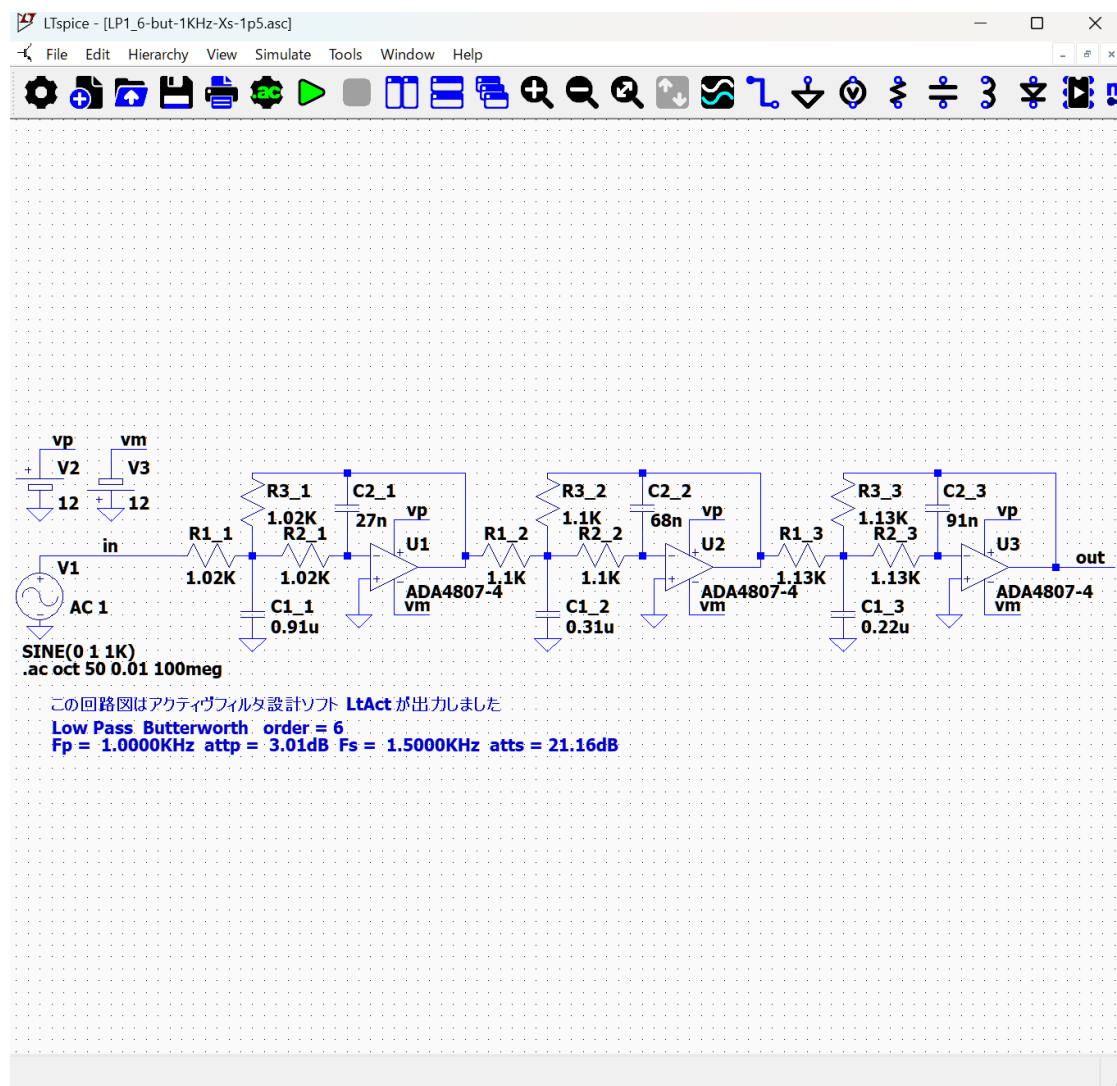 LTspice - [LP1_6-but-1KHz-Xs-1p5.asc]
File Edit Hierarchy View Simulate Tools Window Help
ac
vp vm
V2 V3
12 12
R3_1 C2_1 R3_2 C2_2 R3_3 C2_3
1.02K 27n vp 1.1K 68n vp 1.13K 91n vp
in R1_1 R2_1 U1 R1_2 R2_2 U2 R1_3 R2_3 U3 out
V1 1.02K 1.02K 1.1K 1.1K 1.13K 1.13K
ADA4807-4 ADA4807-4 ADA4807-4
AC 1 C1_1 vm C1_2 vm C1_3 vm
0.91u 0.31u 0.22u
SINE(0 1 1K)
.ac oct 50 0.01 100meg
この回路図はアクティヴフィルタ設計ソフト LtAct が出力しました
Low Pass Butterworth order = 6
Fp = 1.0000KHz attp = 3.01dB Fs = 1.5000KHz atts = 21.16dB